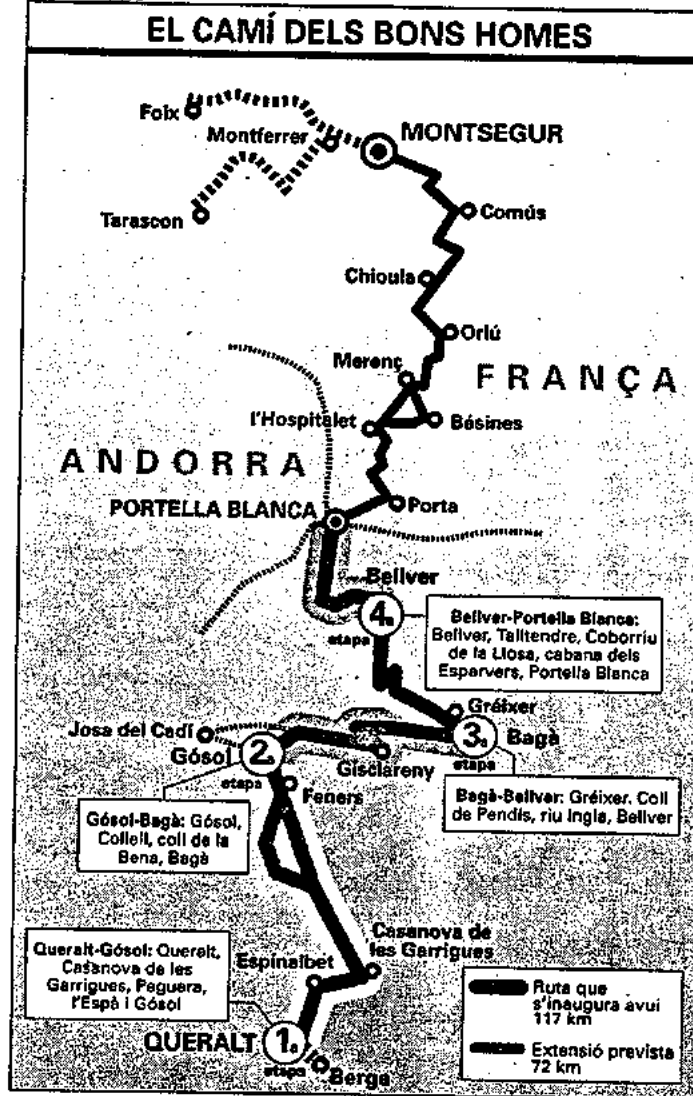 EL CAMÍ DELS BONS HOMES
Foix
Montferrer
MONTSEGUR
Tarascon
Comús
Chioula
Orlú
Merenç
FRANÇA
l'Hospitalet
Bésines
ANDORRA
PORTELLA BLANCA
Porta
Bellver
4a
etapa
Bellver-Portella Blanca:
Bellver, Talltendre, Coborriu
de la Llosa, cabana dels
Esparvers, Portella Blanca
Gréixer
Josa del Cadí
2a
3a
Bagà
Gósol
etapa
Gisclareny
etapa
Feners
Gósol-Bagà: Gósol,
Collell, coll de la
Bena, Bagà
Bagà-Bellver: Gréixer, Coll
de Pendís, riu Ingla, Bellver
Casanova de
les Garrigues
Queralt-Gósol: Queralt,
Casanova de les
Garrigues, Peguera,
l'Espà i Gósol
Espinalbet
QUERALT
1a
etapa
Berga
Ruta que
s'inaugura avui
117 km
Extensió prevista
72 km